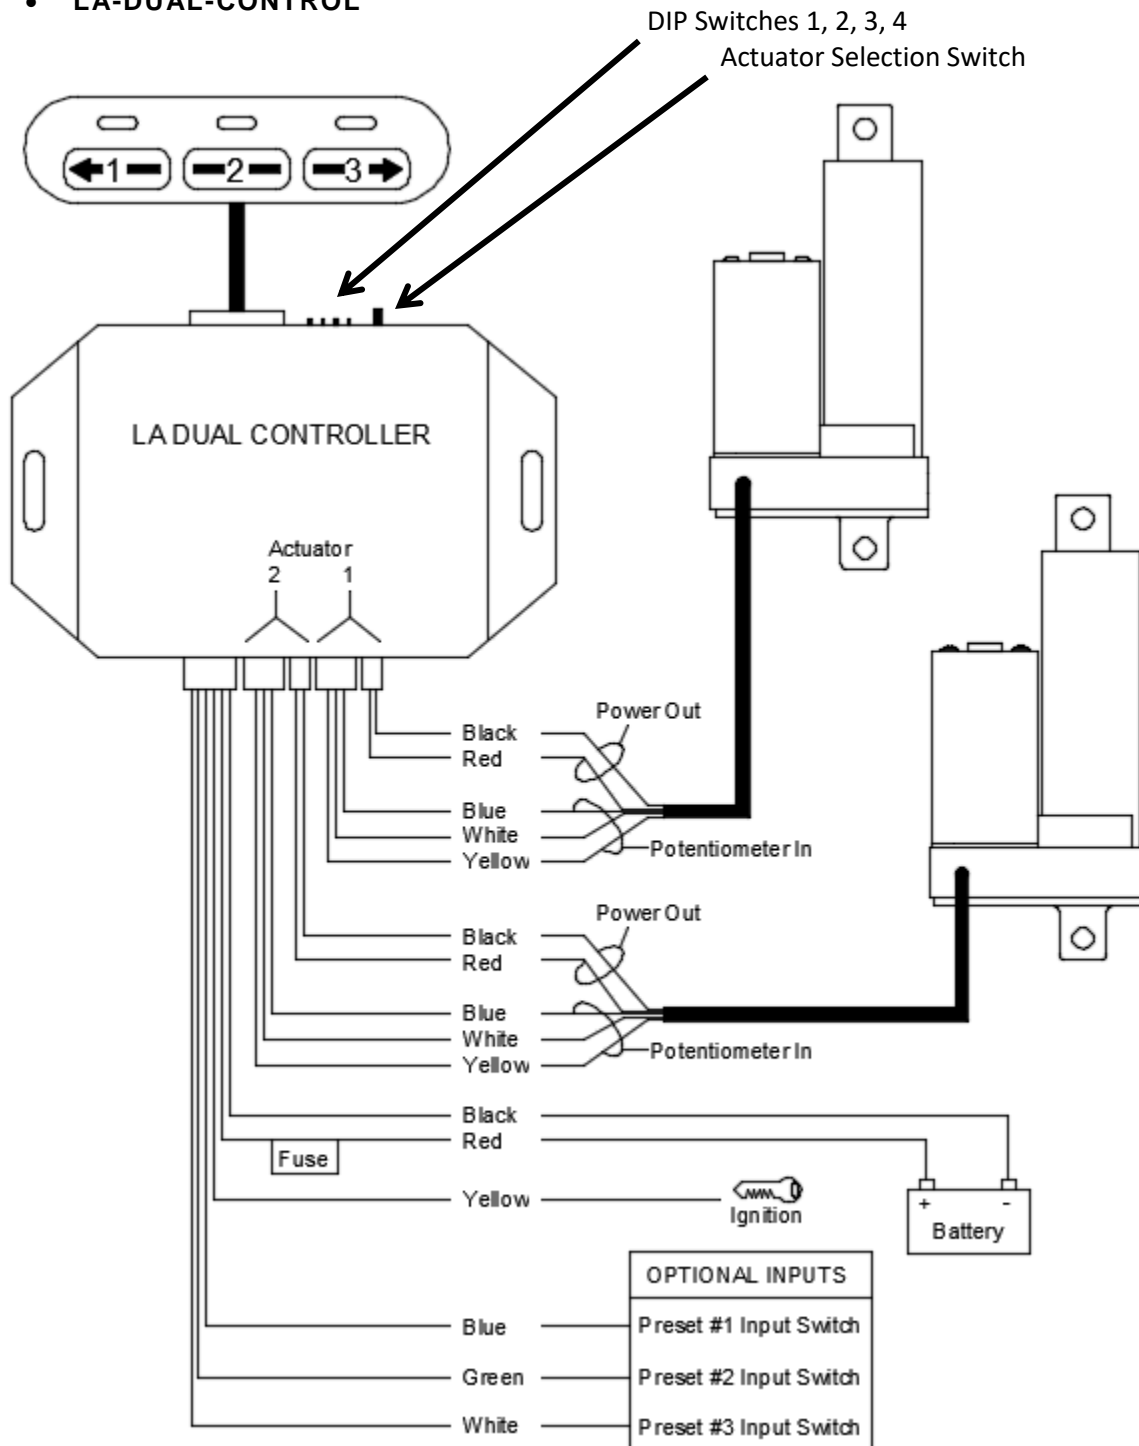 • LA-DUAL-CONTROL
DIP Switches 1, 2, 3, 4
Actuator Selection Switch
1 2 3
LA DUAL CONTROLLER
Actuator
2 1
Power Out
Black
Red
Blue
White
Potentiometer In
Yellow
Power Out
Black
Red
Blue
White
Potentiometer In
Yellow
Black
Red
Fuse
Yellow
Ignition
+ -
Battery
OPTIONAL INPUTS
Blue Preset #1 Input Switch
Green Preset #2 Input Switch
White Preset #3 Input Switch